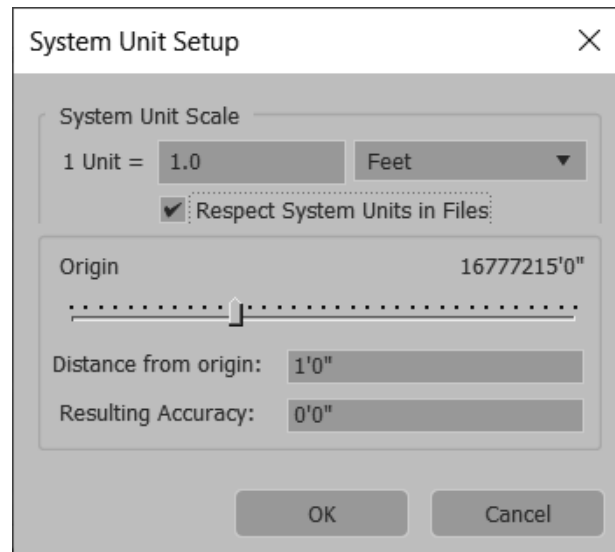 System Unit Setup
System Unit Scale
1 Unit = 1.0 Feet
Respect System Units in Files
Origin 16777215'0"
Distance from origin: 1'0"
Resulting Accuracy: 0'0"
OK Cancel